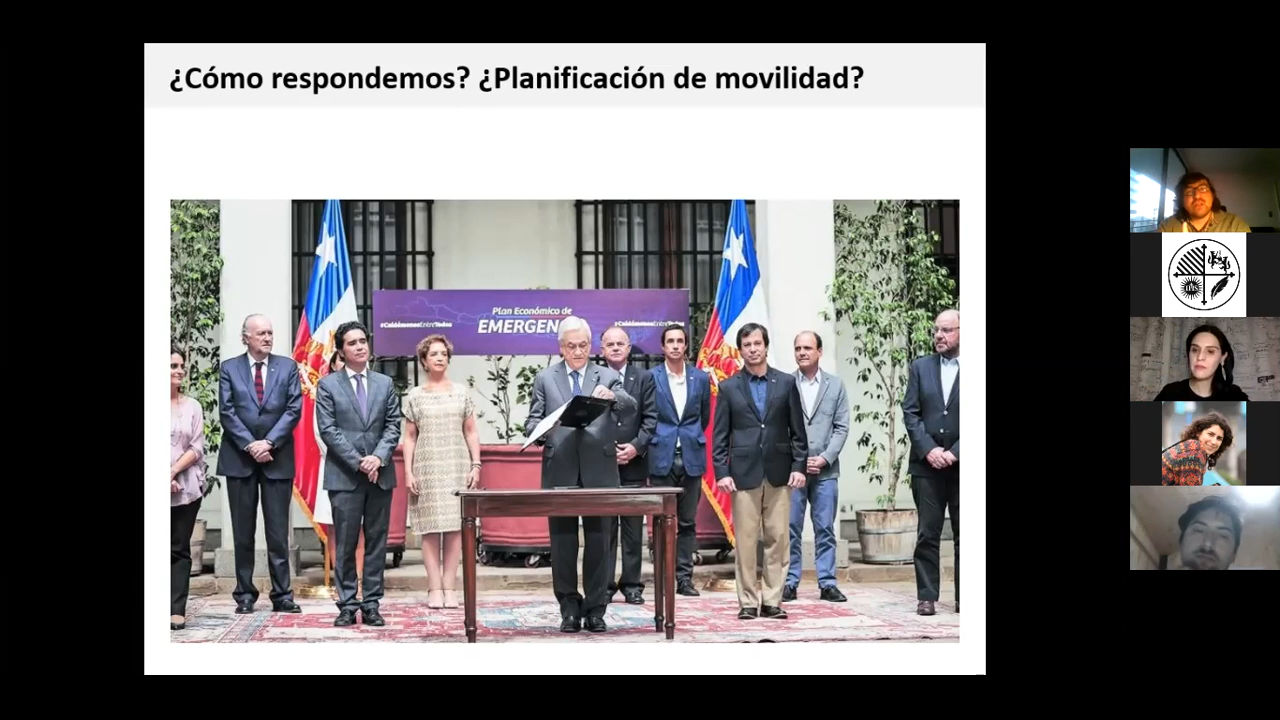 ¿Cómo respondemos? ¿Planificación de movilidad?
Plan Económico de
#CuidémonosEntreTodos
EMERGEN
#CuidémonosEntreTodos